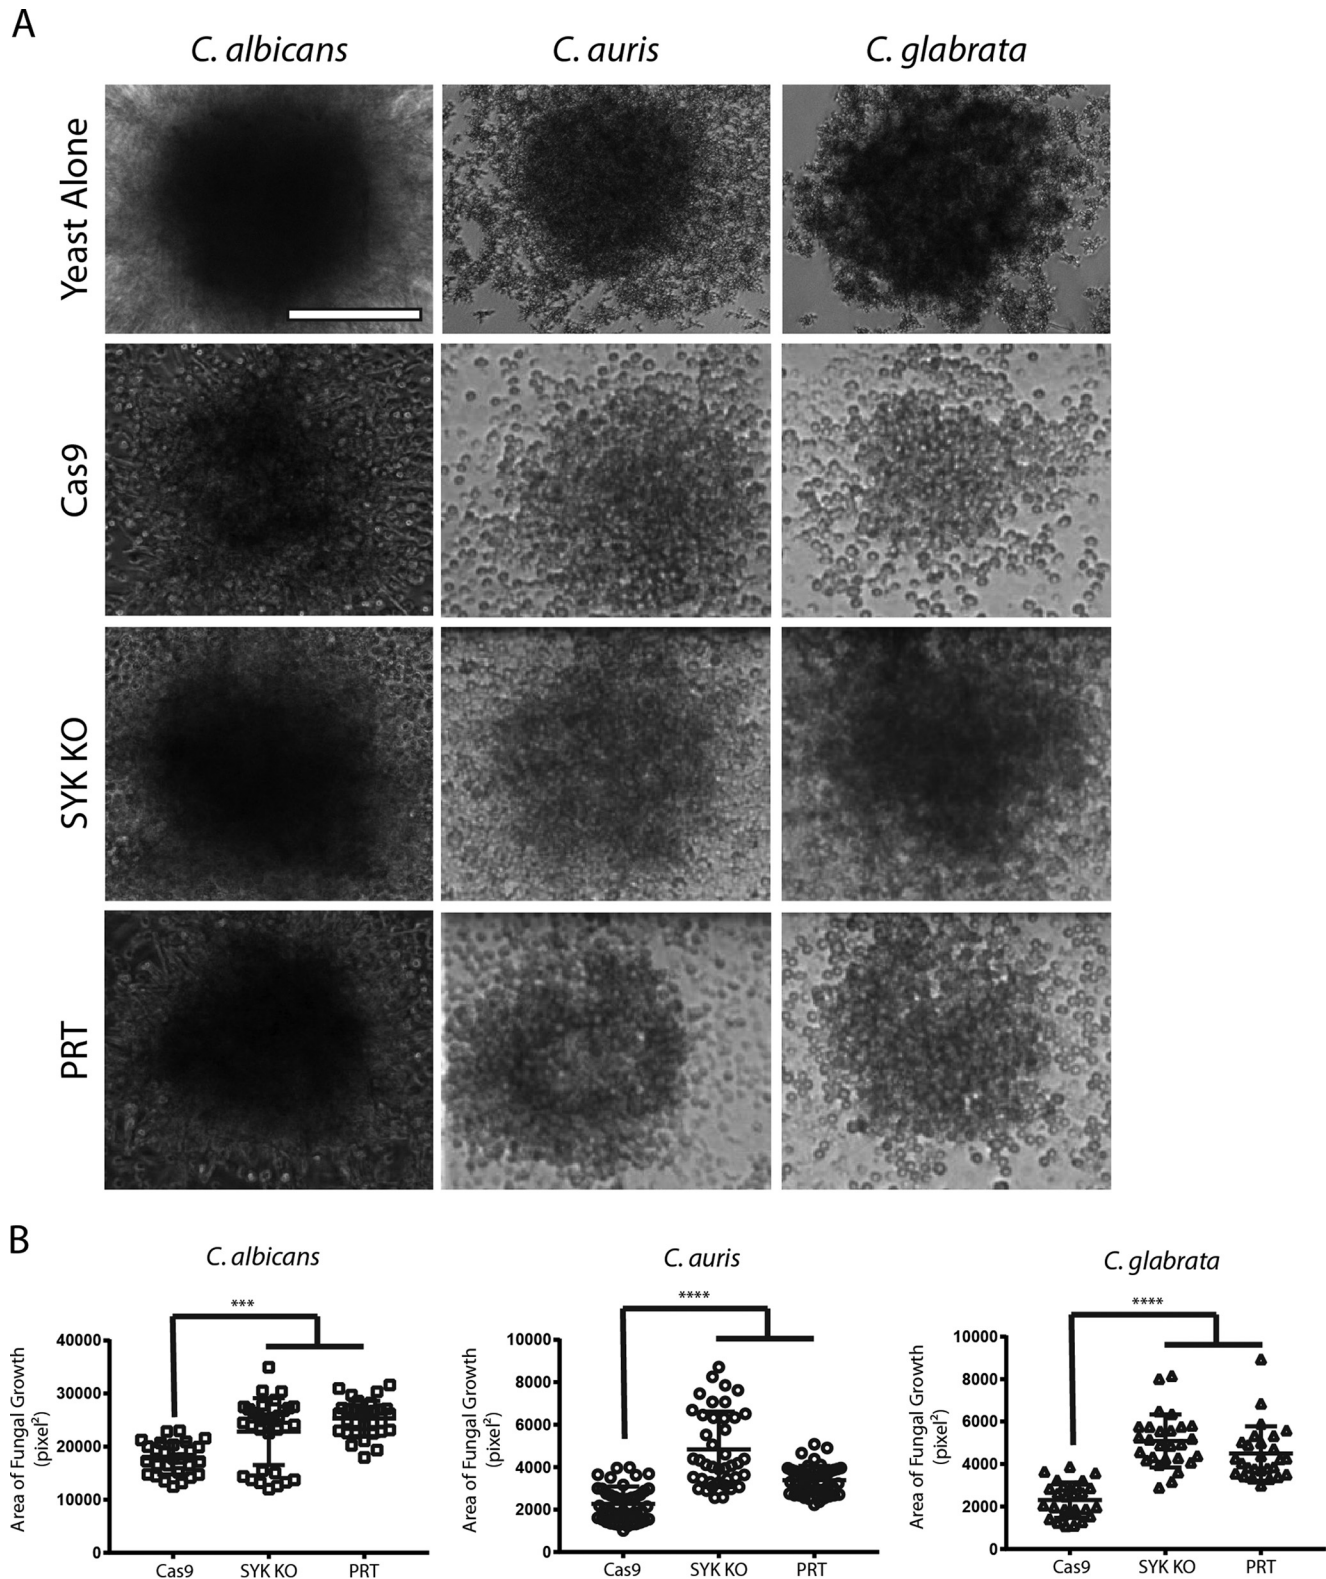 A
C. albicans
C. auris
C. glabrata
Yeast Alone
Cas9
SYK KO
PRT
B
C. albicans
***
Area of Fungal Growth
(pixel²)
40000
30000
20000
10000
0
Cas9
SYK KO
PRT
C. auris
****
Area of Fungal Growth
(pixel²)
10000
8000
6000
4000
2000
0
Cas9
SYK KO
PRT
C. glabrata
****
Area of Fungal Growth
(pixel²)
10000
8000
6000
4000
2000
0
Cas9
SYK KO
PRT